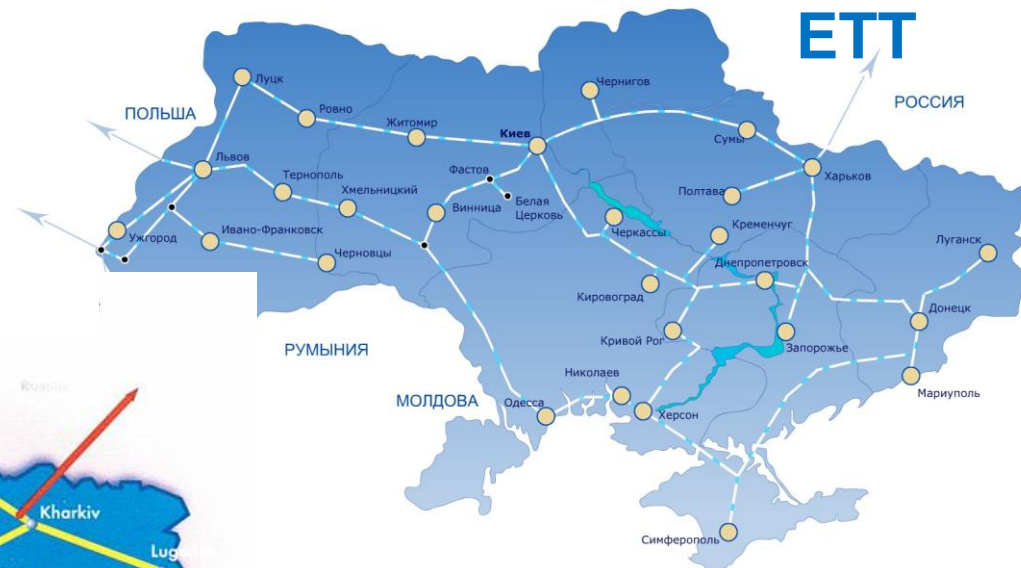 ETT
Луцк
Чернигов
ПОЛЬША
РОССИЯ
Ровно
Житомир
Киев
Сумы
Львов
Фастов
Харьков
Тернополь
Хмельницкий
Полтава
Белая
Церковь
Винница
Кременчуг
Ивано-Франковск
Черкассы
Ужгород
Луганск
Черновцы
Днепропетровск
Кировоград
Донецк
РУМЫНИЯ
Кривой Рог
Запорожье
Николаев
Мариуполь
МОЛДОВА
Одесса
Херсон
Kharkiv
Симферополь